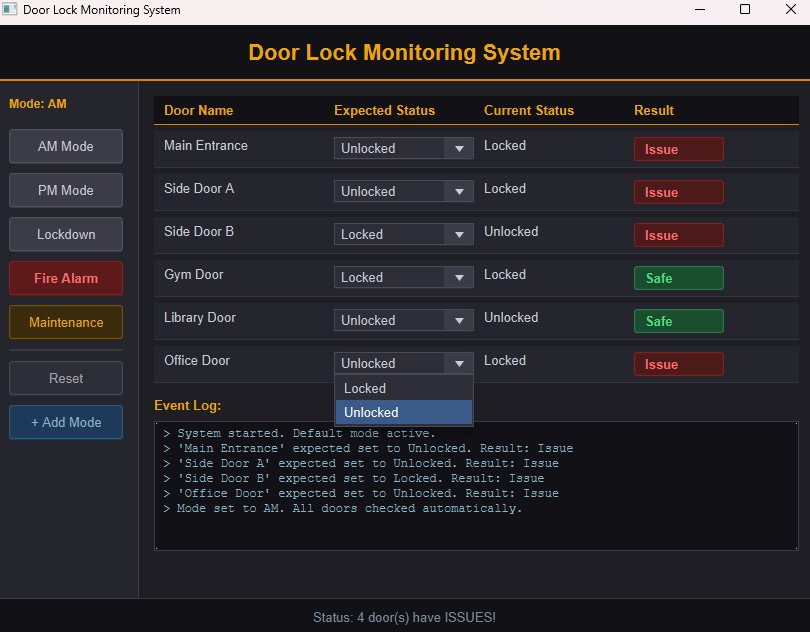 Door Lock Monitoring System
Door Lock Monitoring System
Mode: AM
AM Mode
PM Mode
Lockdown
Fire Alarm
Maintenance
Reset
+ Add Mode
Door Name Expected Status Current Status Result
Main Entrance Unlocked Locked Issue
Side Door A Unlocked Locked Issue
Side Door B Locked Unlocked Issue
Gym Door Locked Locked Safe
Library Door Unlocked Unlocked Safe
Office Door Unlocked Locked Issue
Locked
Unlocked
Event Log:
> System started. Default mode active.
> 'Main Entrance' expected set to Unlocked. Result: Issue
> 'Side Door A' expected set to Unlocked. Result: Issue
> 'Side Door B' expected set to Locked. Result: Issue
> 'Office Door' expected set to Unlocked. Result: Issue
> Mode set to AM. All doors checked automatically.
Status: 4 door(s) have ISSUES!